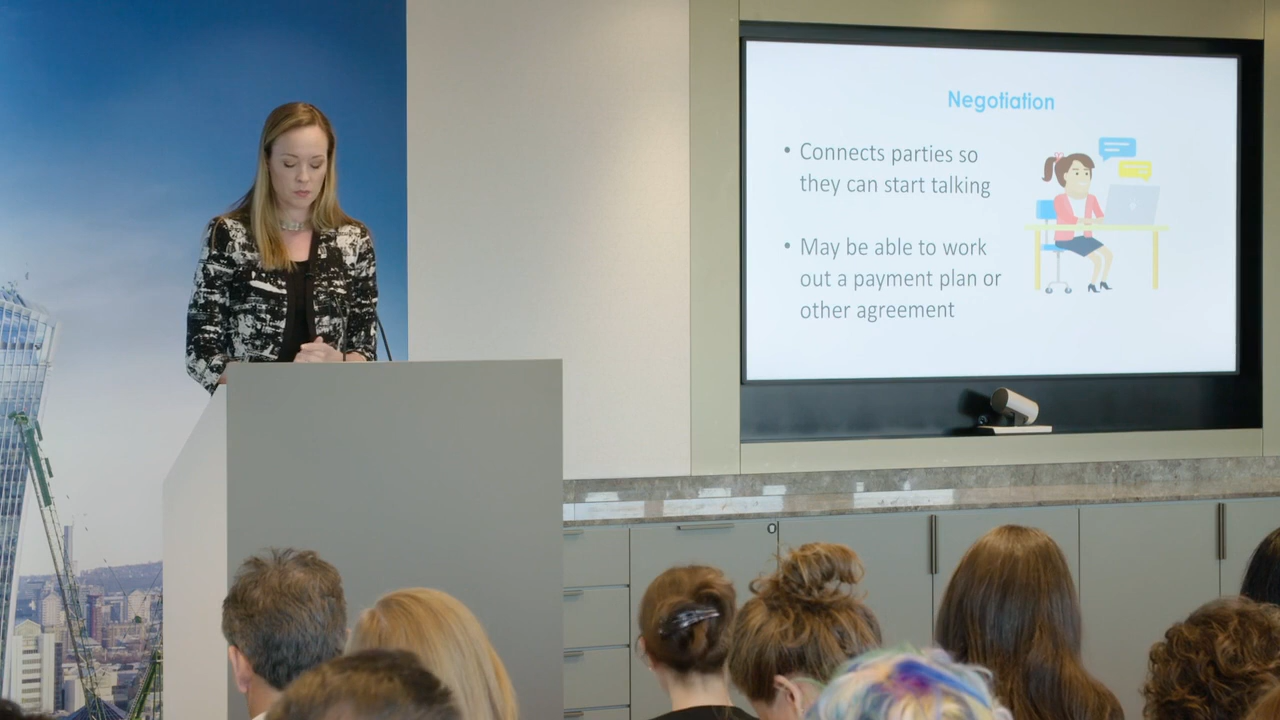 Negotiation
• Connects parties so
they can start talking
• May be able to work
out a payment plan or
other agreement